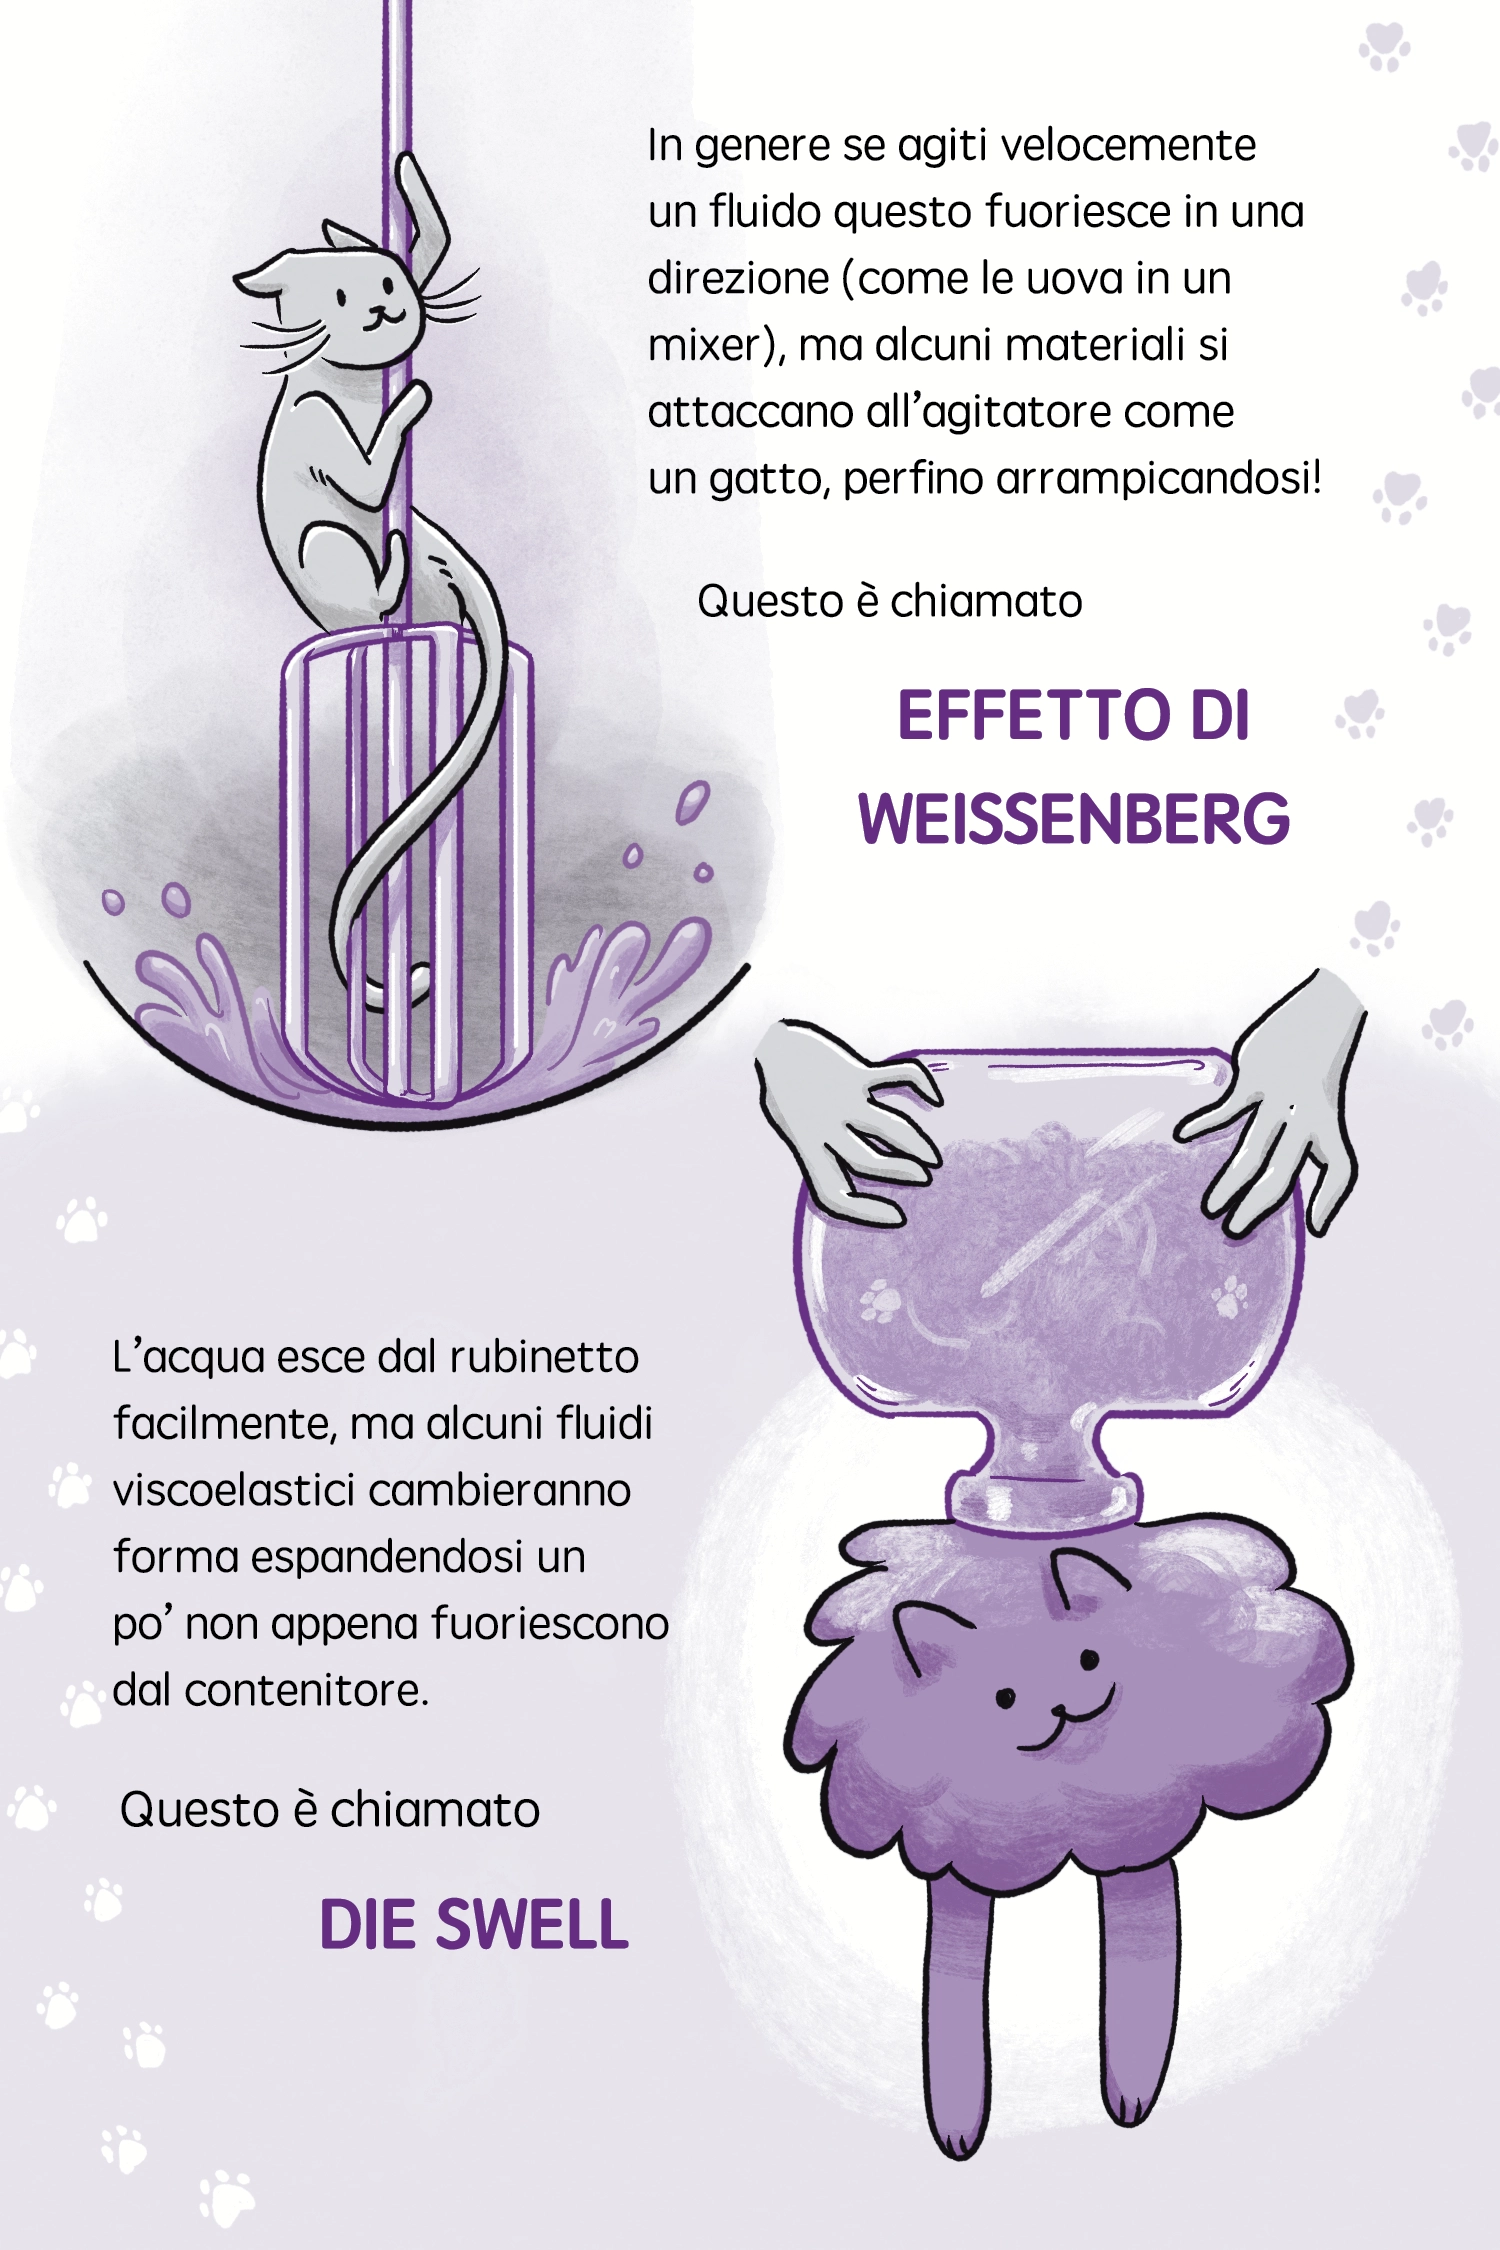 In genere se agiti velocemente
un fluido questo fuoriesce in una
direzione (come le uova in un
mixer), ma alcuni materiali si
attaccano all’agitatore come
un gatto, perfino arrampicandosi!
Questo è chiamato
EFFETTO DI
WEISSENBERG
L’acqua esce dal rubinetto
facilmente, ma alcuni fluidi
viscoelastici cambieranno
forma espandendosi un
po’ non appena fuoriescono
dal contenitore.
Questo è chiamato
DIE SWELL